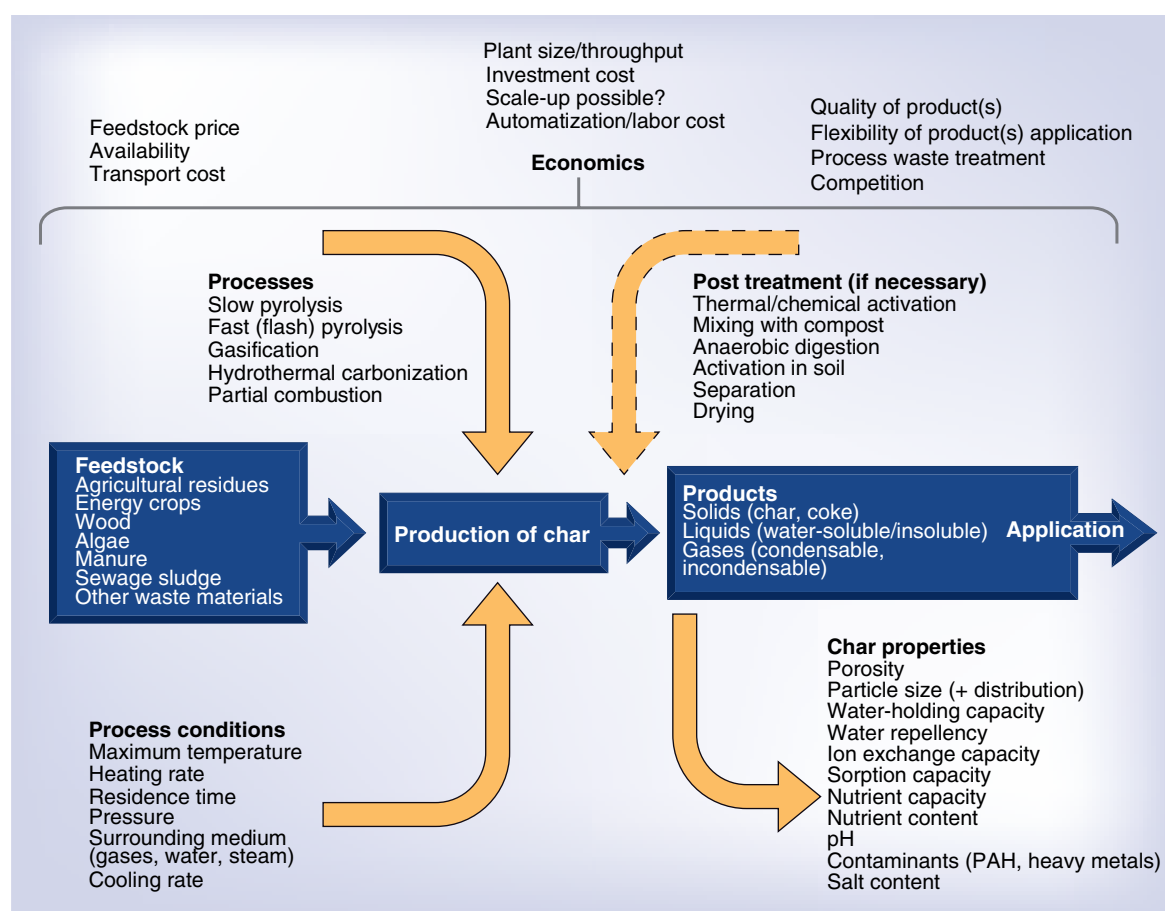 Plant size/throughput
Investment cost
Scale-up possible?
Automatization/labor cost
Feedstock price
Availability
Transport cost
Quality of product(s)
Flexibility of product(s) application
Process waste treatment
Competition
Economics
Processes
Slow pyrolysis
Fast (flash) pyrolysis
Gasification
Hydrothermal carbonization
Partial combustion
Post treatment (if necessary)
Thermal/chemical activation
Mixing with compost
Anaerobic digestion
Activation in soil
Separation
Drying
Feedstock
Agricultural residues
Energy crops
Wood
Algae
Manure
Sewage sludge
Other waste materials
Production of char
Products
Solids (char, coke)
Liquids (water-soluble/insoluble)
Gases (condensable,
incondensable)
Application
Process conditions
Maximum temperature
Heating rate
Residence time
Pressure
Surrounding medium
(gases, water, steam)
Cooling rate
Char properties
Porosity
Particle size (+ distribution)
Water-holding capacity
Water repellency
Ion exchange capacity
Sorption capacity
Nutrient capacity
Nutrient content
pH
Contaminants (PAH, heavy metals)
Salt content